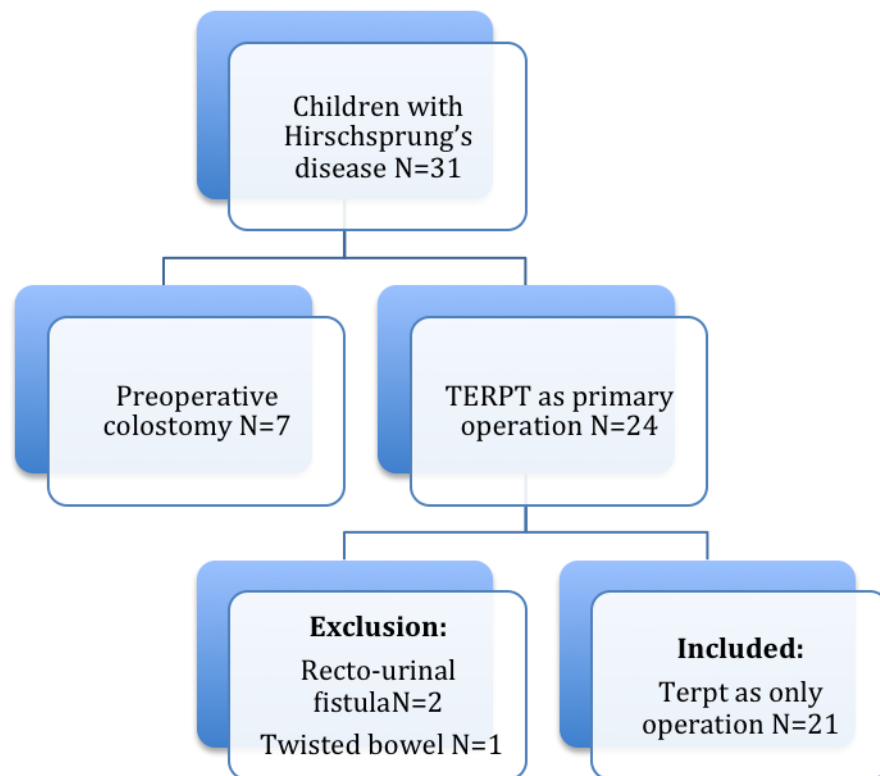 Children with
Hirschsprung's
disease N=31
Preoperative
colostomy N=7
TERPT as primary
operation N=24
Exclusion:
Recto-urinal
fistulaN=2
Twisted bowel N=1
Included:
Terpt as only
operation N=21